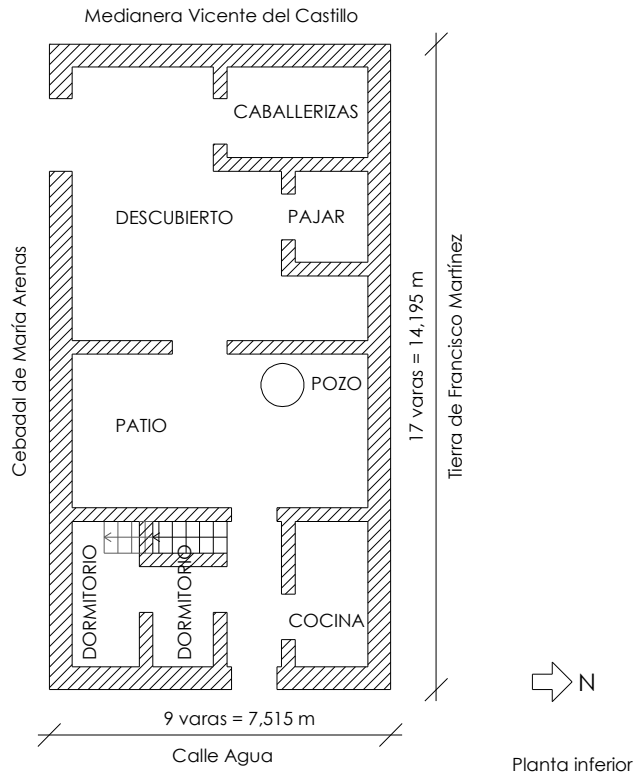 Medianera Vicente del Castillo
CABALLERIZAS
DESCUBIERTO
PAJAR
Cebadal de María Arenas
17 varas = 14,195 m
Tierra de Francisco Martínez
POZO
PATIO
DORMITORIO
DORMITORIO
COCINA
N
9 varas = 7,515 m
Calle Agua
Planta inferior